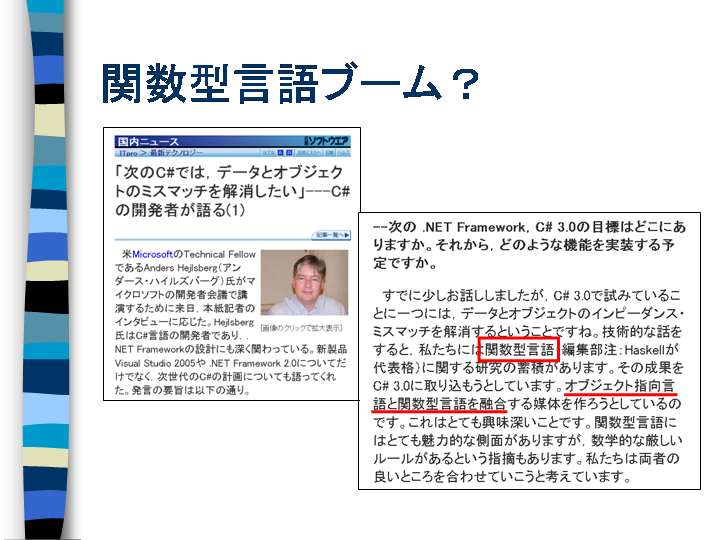 関数型言語ブーム?
国内ニュース
日経ソフトウエア
ITpro > 最新テクノロジー
「次のC#では，データとオブジェク
トのミスマッチを解消したい」---C#
の開発者が語る(1)
記事一覧へ▶
米MicrosoftのTechnical Fellow
であるAnders Hejlsberg(アン
ダース・ハイルズバーグ)氏がマ
イクロソフトの開発者会議で講
演するために来日，本紙記者の
インタビューに応じた。Hejlsberg
氏はC#言語の開発者であり，.
NET Frameworkの設計にも深く関わっている。新製品
Visual Studio 2005や .NET Framework 2.0についてだ
けでなく，次世代のC#の計画についても語ってくれ
た。発言の要旨は以下の通り。
[画像のクリックで拡大表示]
--次の .NET Framework，C# 3.0の目標はどこにあ
りますか。それから，どのような機能を実装する予
定ですか。
すでに少しお話ししましたが，C# 3.0で試みているこ
とに一つには，データとオブジェクトのインピーダンス・
ミスマッチを解消するということですね。技術的な話を
すると，私たちには関数型言語 編集部注：Haskellが
代表格)に関する研究の蓄積があります。その成果を
C# 3.0に取り込もうとしています。オブジェクト指向言
語と関数型言語を融合する媒体を作ろうとしているの
です。これはとても興味深いことです。関数型言語に
はとても魅力的な側面がありますが，数学的な厳しい
ルールがあるという指摘もあります。私たちは両者の
良いところを合わせていこうと考えています。